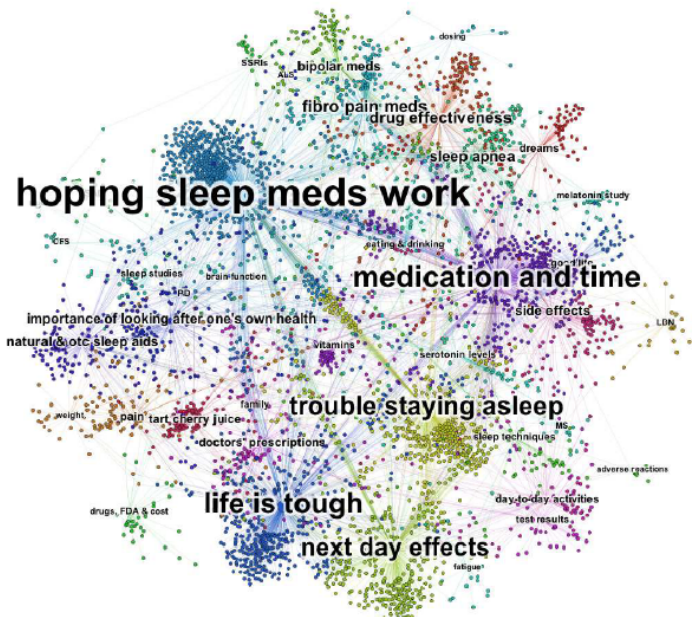 dosing
SSRIs
bipolar meds
ALS
fibro pain meds
drug effectiveness
dreams
sleep apnea
hoping sleep meds work
melatonin study
CFS
eating & drinking
sleep studies
brain function
good life
medication and time
PD
importance of looking after one's own health
side effects
LDN
natural & otc sleep aids
vitamins
serotonin levels
family
trouble staying asleep
weight
pain
tart cherry juice
MS
sleep techniques
doctors' prescriptions
adverse reactions
life is tough
day-to-day activities
drugs, FDA & cost
test results
next day effects
fatigue